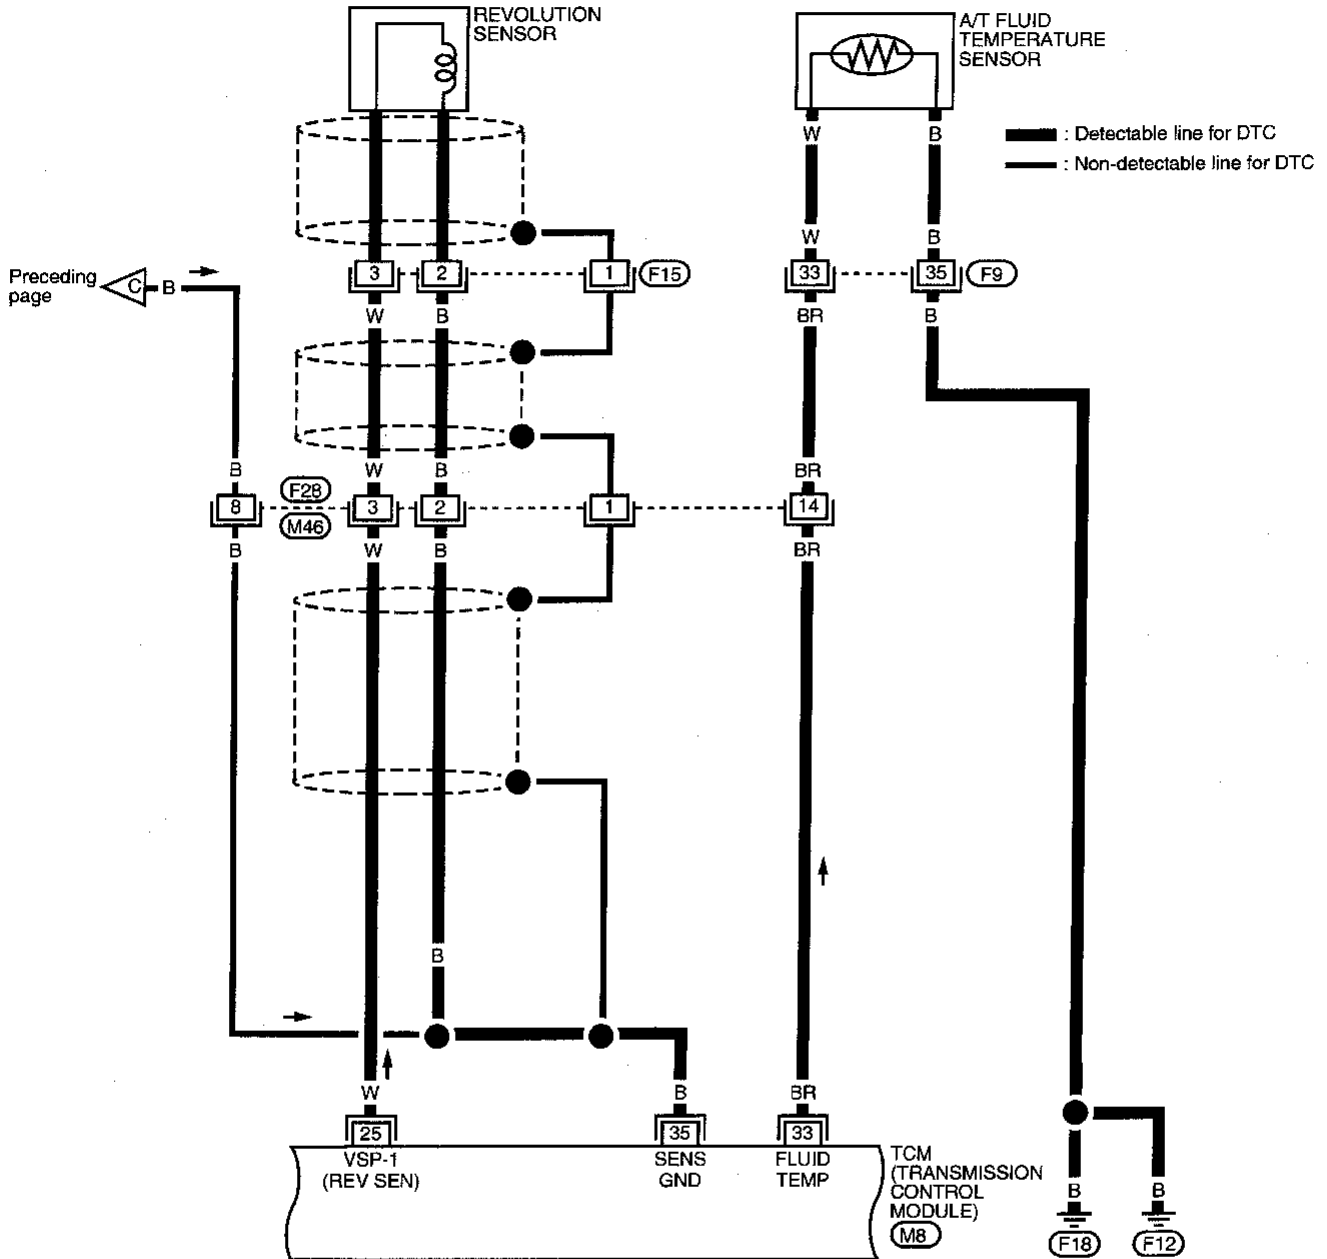 REVOLUTION
SENSOR
A/T FLUID
TEMPERATURE
SENSOR
W
B
: Detectable line for DTC
: Non-detectable line for DTC
W
B
Preceding
page
C
B
3
2
1
F15
33
35
F9
W
B
BR
B
B
W
B
BR
8
F28
M46
3
2
1
14
B
W
B
BR
B
W
B
BR
25
35
33
VSP-1
(REV SEN)
SENS
GND
FLUID
TEMP
TCM
(TRANSMISSION
CONTROL
MODULE)
M8
B
B
F18
F12